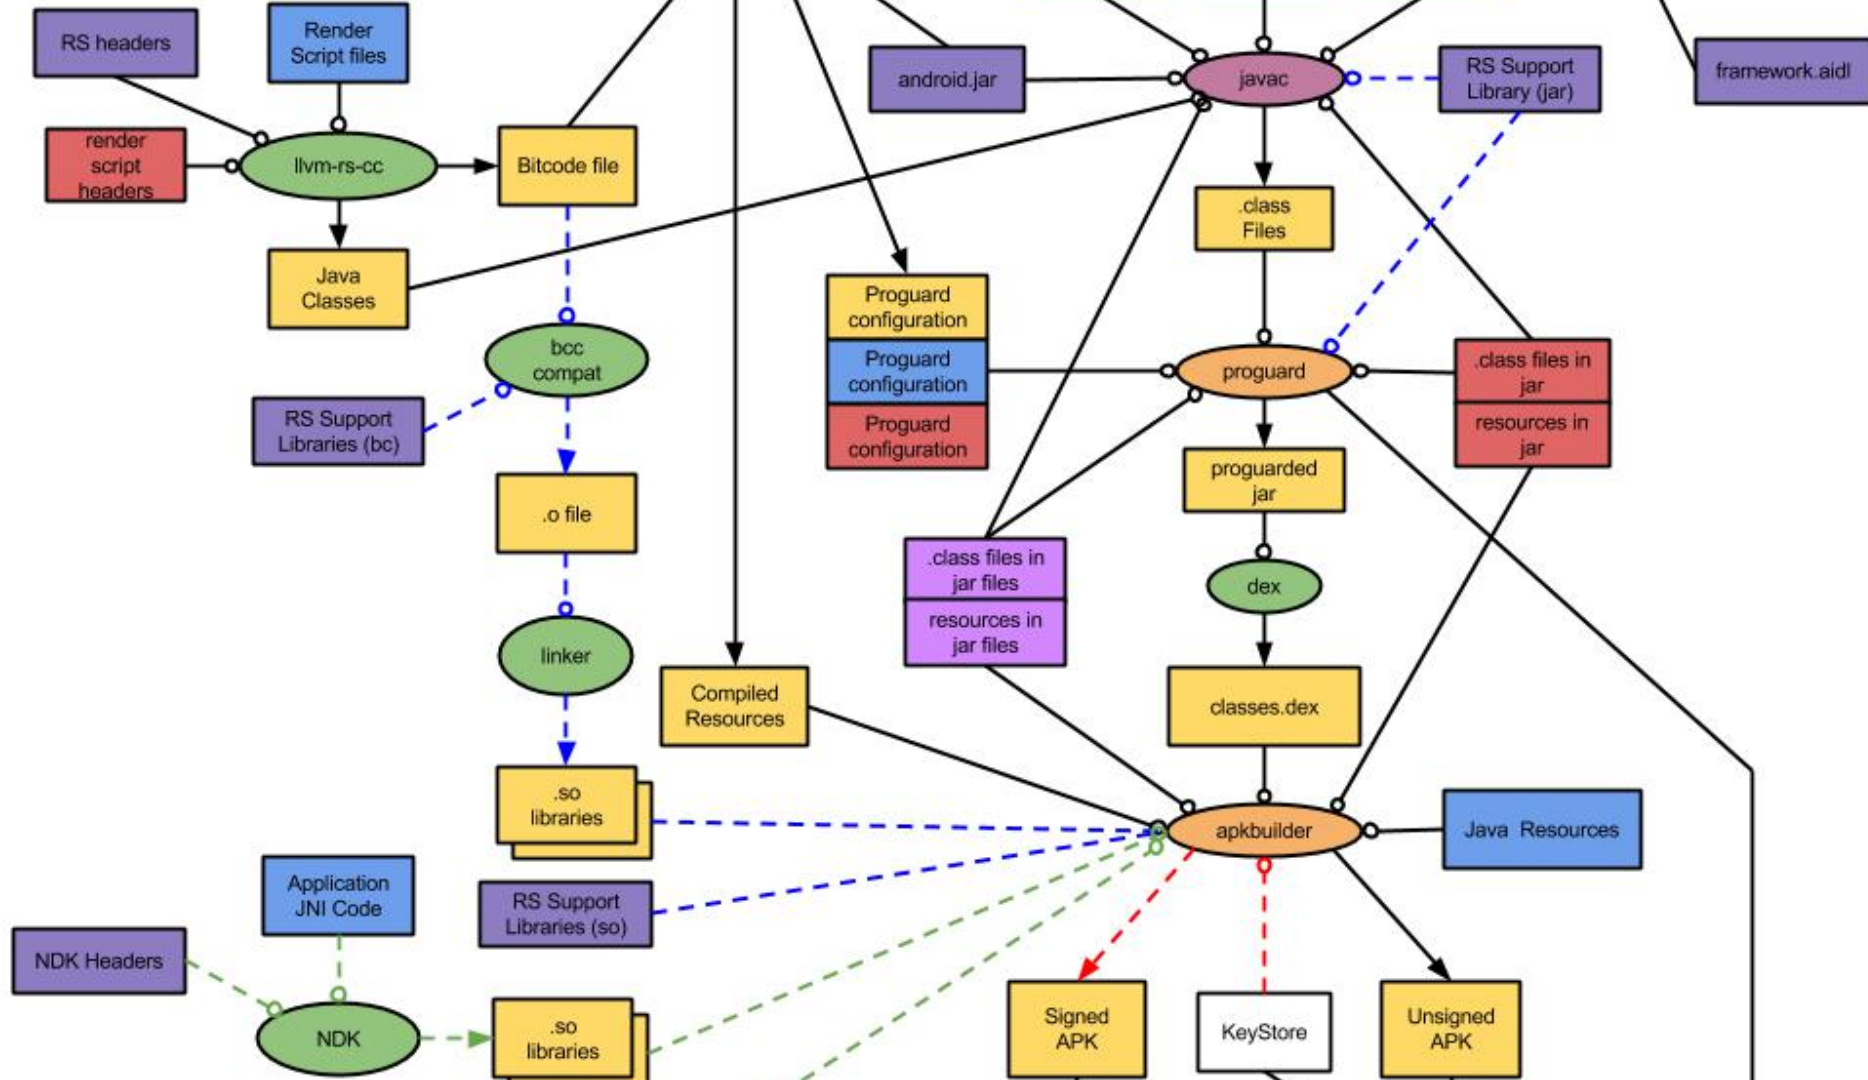 RS headers
Render
Script files
android.jar
javac
RS Support
Library (jar)
framework.aidl
render
script
headers
llvm-rs-cc
Bitcode file
.class
Files
Java
Classes
Proguard
configuration
bcc
compat
Proguard
configuration
proguard
.class files in
jar
RS Support
Libraries (bc)
Proguard
configuration
resources in
jar
proguarded
jar
.o file
.class files in
jar files
dex
resources in
jar files
linker
Compiled
Resources
classes.dex
.so
libraries
apkbuilder
Java  Resources
Application
JNI Code
RS Support
Libraries (so)
NDK Headers
NDK
.so
libraries
Signed
APK
KeyStore
Unsigned
APK